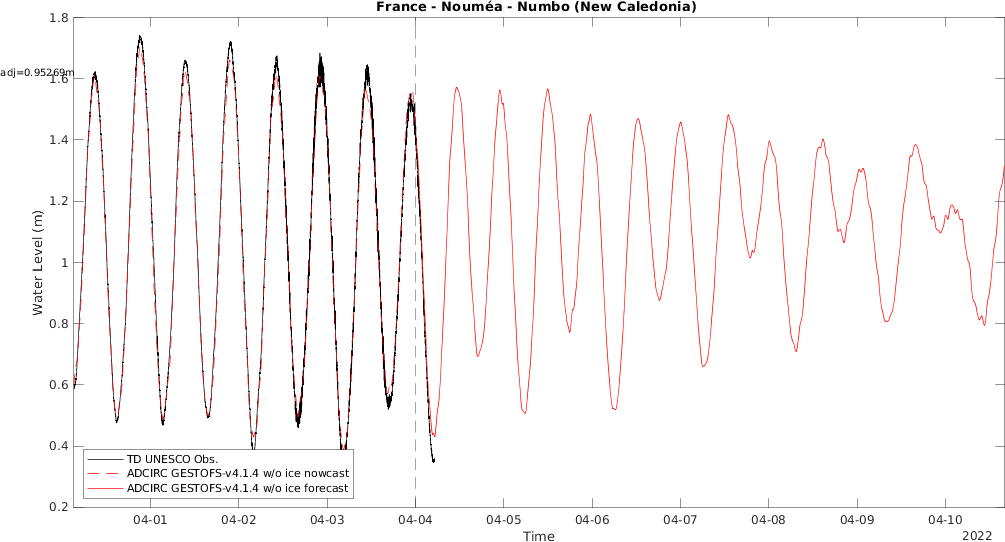 France - Nouméa - Numbo (New Caledonia)
1.8
adj=0.95269m
1.6
1.4
1.2
1
0.8
0.6
0.4
0.2
Water Level (m)
TD UNESCO Obs.
ADCIRC GESTOFS-v4.1.4 w/o ice nowcast
ADCIRC GESTOFS-v4.1.4 w/o ice forecast
04-01 04-02 04-03 04-04 04-05 04-06 04-07 04-08 04-09 04-10
Time
2022